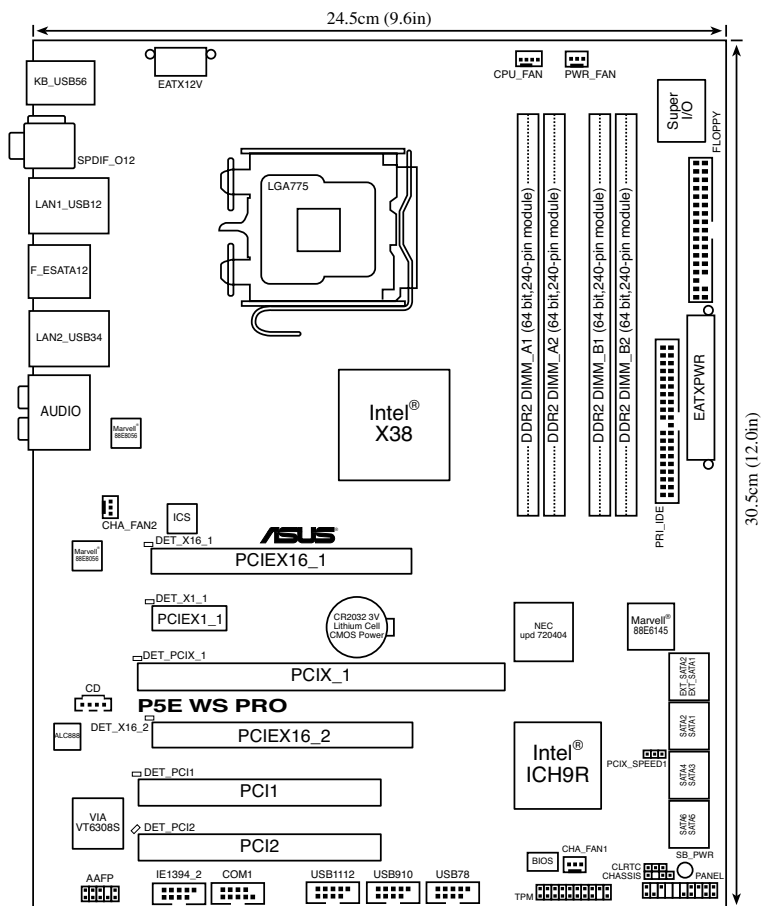 24.5cm (9.6in)
KB_USB56
EATX12V
CPU_FAN
PWR_FAN
Super
I/O
FLOPPY
SPDIF_O12
LGA775
LAN1_USB12
F_ESATA12
LAN2_USB34
AUDIO
DDR2 DIMM_A1 (64 bit,240-pin module)
DDR2 DIMM_A2 (64 bit,240-pin module)
DDR2 DIMM_B1 (64 bit,240-pin module)
DDR2 DIMM_B2 (64 bit,240-pin module)
EATXPWR
PRI_IDE
30.5cm (12.0in)
Intel®
X38
Marvell®
88E8056
CHA_FAN2
ICS
ASUS®
Marvell®
88E8056
DET_X16_1
PCIEX16_1
DET_X1_1
PCIEX1_1
CR2032 3V
Lithium Cell
CMOS Power
NEC
upd 720404
Marvell®
88E6145
DET_PCIX_1
PCIX_1
EXT_SATA2
EXT_SATA1
CD
P5E WS PRO
ALC888
DET_X16_2
PCIEX16_2
SATA2
SATA1
Intel®
ICH9R
PCIX_SPEED1
SATA4
SATA3
DET_PCI1
PCI1
VIA
VT6308S
DET_PCI2
PCI2
SATA6
SATA5
BIOS
CHA_FAN1
SB_PWR
CLRTC
CHASSIS
PANEL
AAFP
IE1394_2
COM1
USB1112
USB910
USB78
TPM